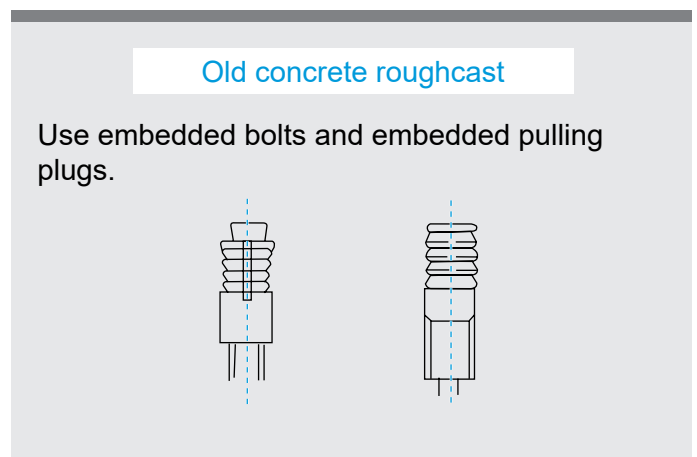 Old concrete roughcast
Use embedded bolts and embedded pulling
plugs.